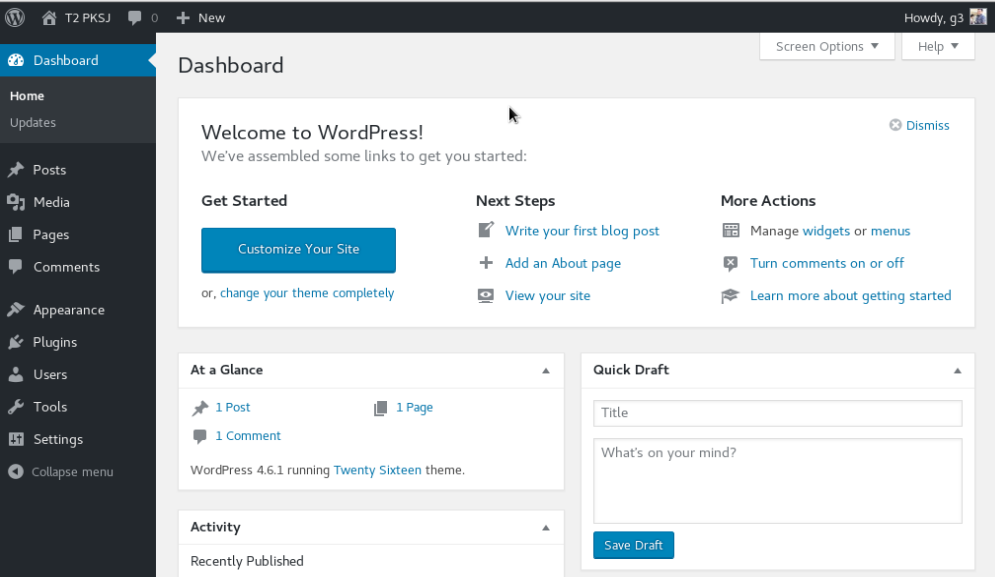 T2 PKSJ 0 New Howdy, g3
Dashboard
Home
Updates
Posts
Media
Pages
Comments
Appearance
Plugins
Users
Tools
Settings
Collapse menu
Screen Options Help
Dashboard
Welcome to WordPress!
We've assembled some links to get you started:
Dismiss
Get Started
Customize Your Site
or, change your theme completely
Next Steps
Write your first blog post
Add an About page
View your site
More Actions
Manage widgets or menus
Turn comments on or off
Learn more about getting started
At a Glance
1 Post 1 Page
1 Comment
WordPress 4.6.1 running Twenty Sixteen theme.
Activity
Recently Published
Quick Draft
Title
What's on your mind?
Save Draft